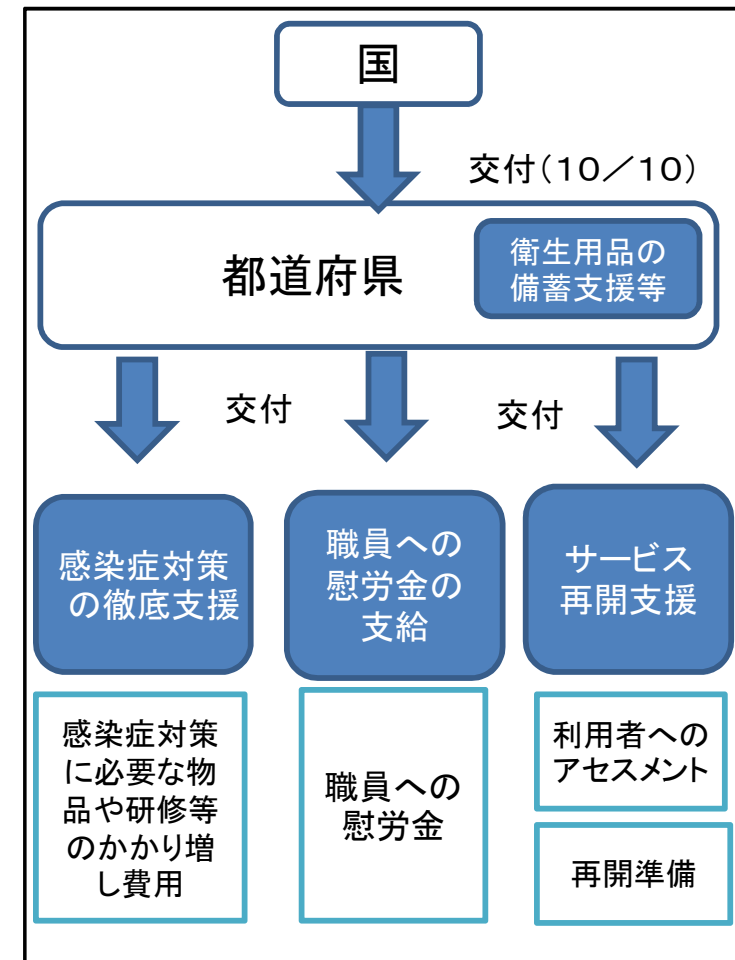 国
交付（１０／１０）
都道府県
衛生用品の
備蓄支援等
交付
交付
感染症対策
の徹底支援
職員への
慰労金の
支給
サービス
再開支援
感染症対策
に必要な物
品や研修等
のかかり増
し費用
職員への
慰労金
利用者への
アセスメント
再開準備